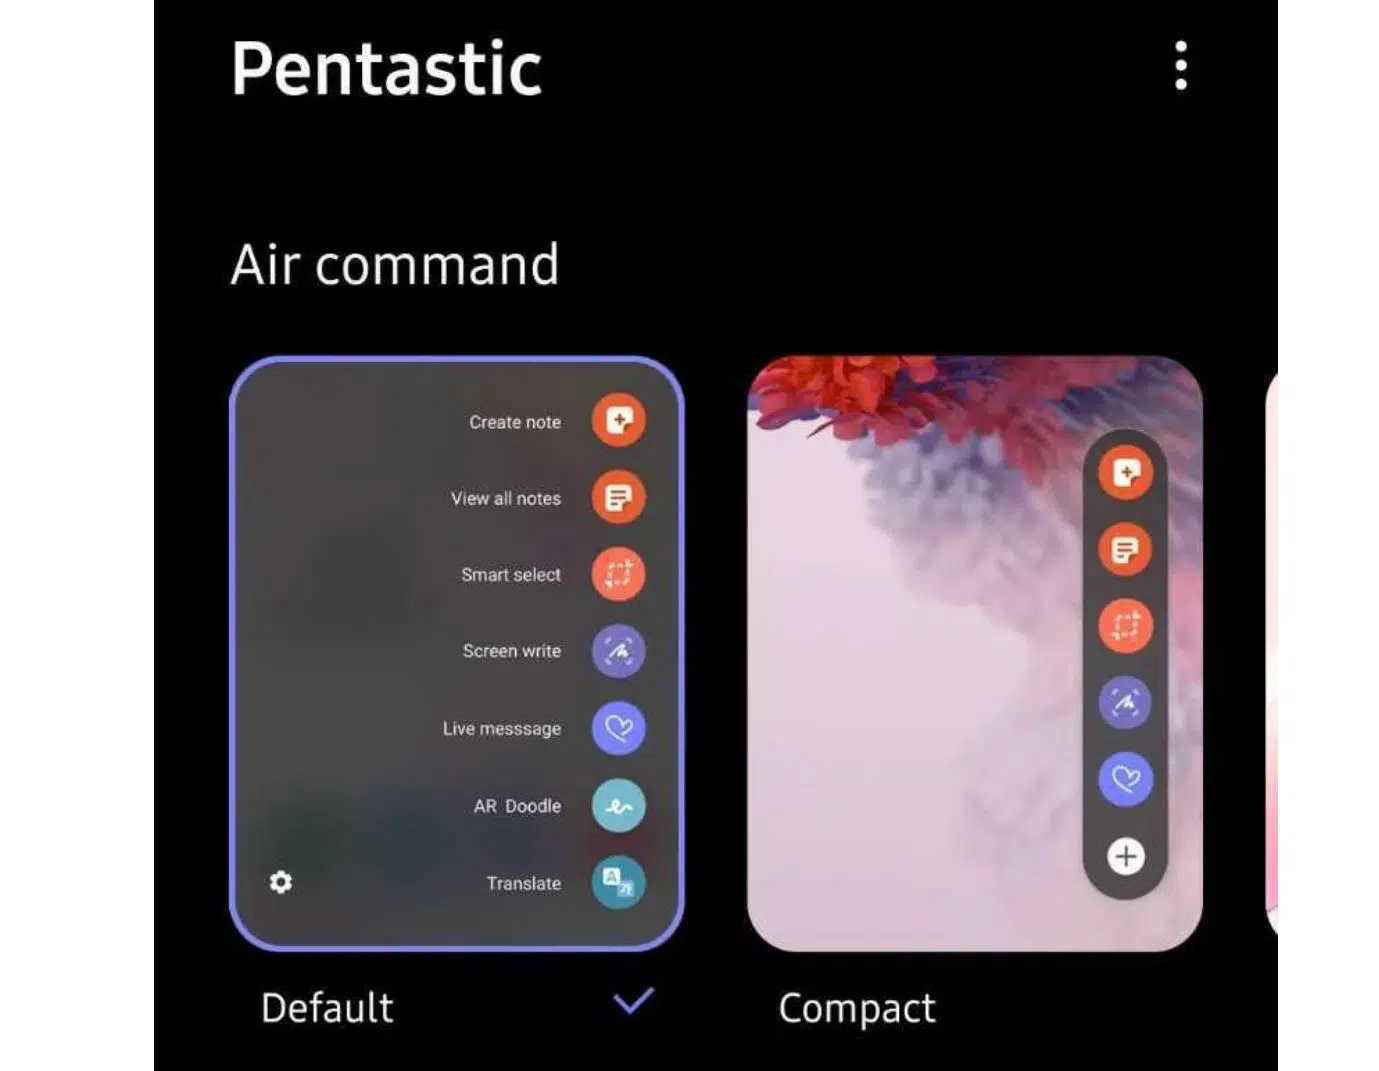 Pentastic
Air command
Create note
View all notes
Smart select
Screen write
Live messsage
AR Doodle
Translate
Default
Compact